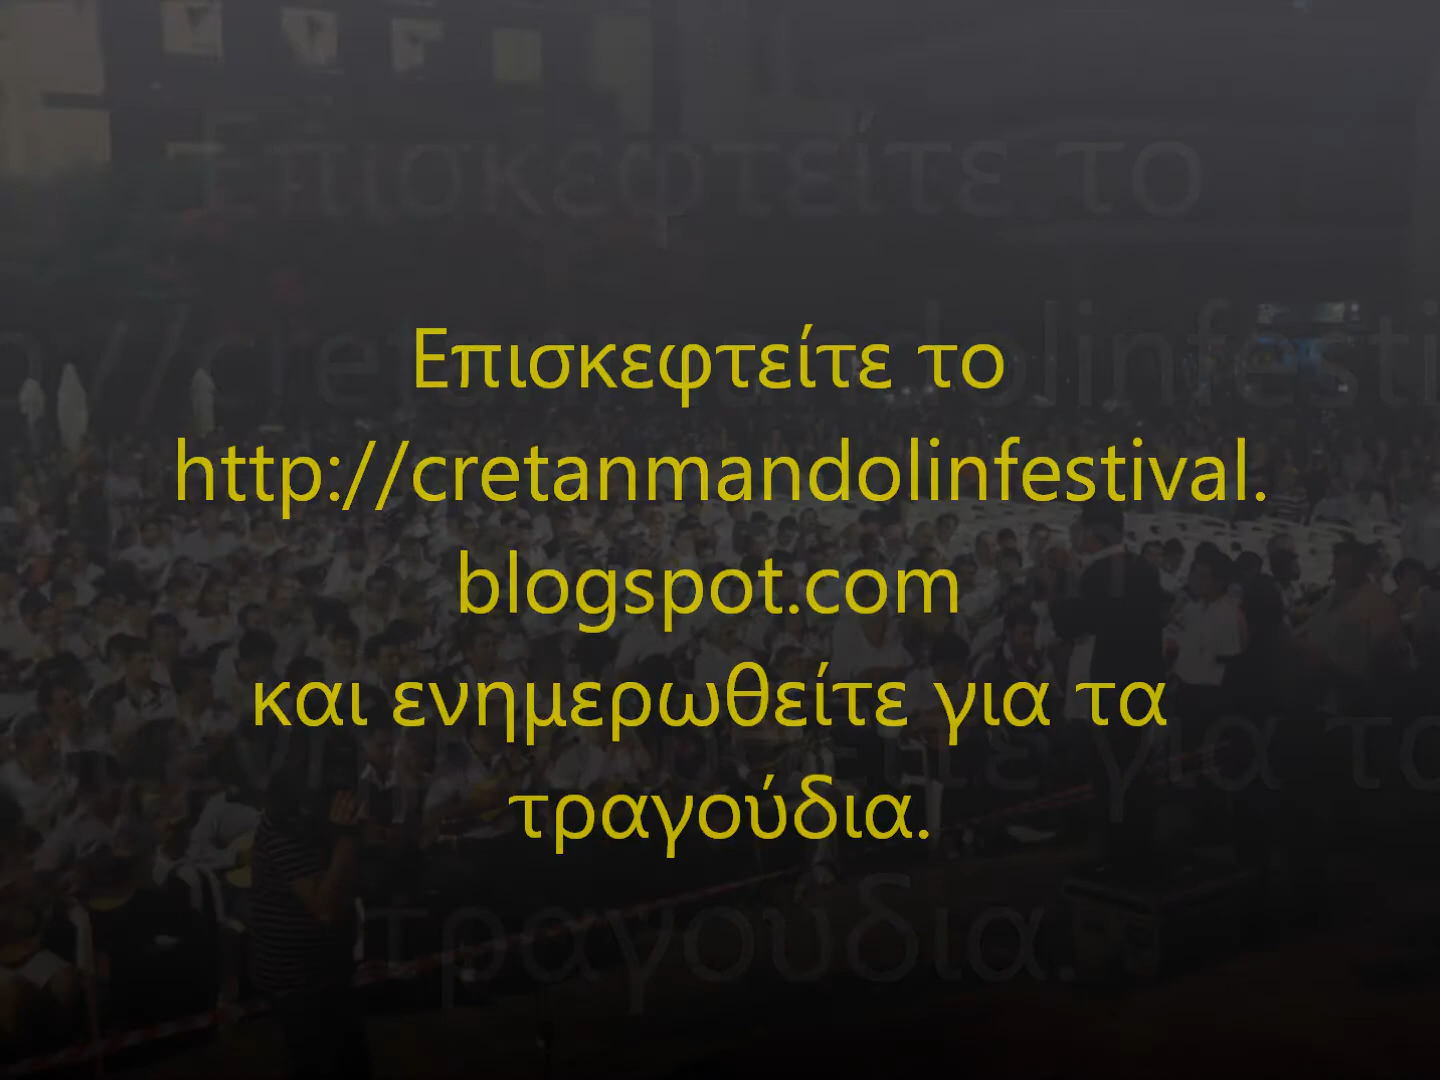 Επισκεφτείτε το
http://cretanmandolinfestival.
blogspot.com
και ενημερωθείτε για τα
τραγούδια.